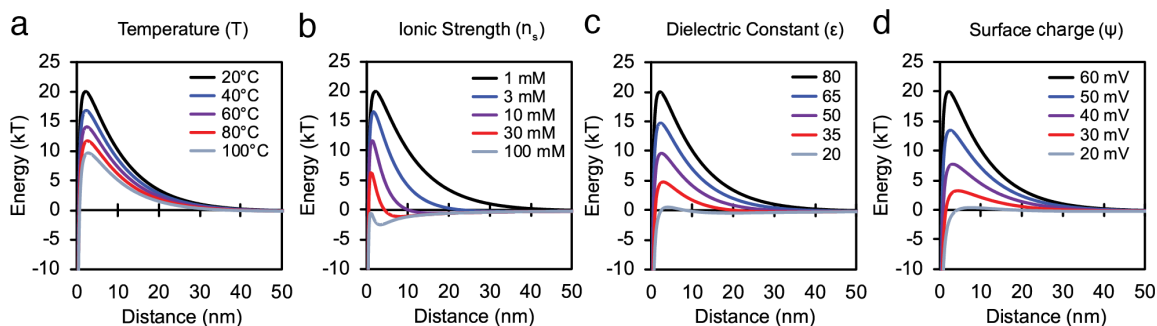 a
Temperature (T)
20°C
40°C
60°C
80°C
100°C
Energy (kT)
25
20
15
10
5
0
-5
-10
0 10 20 30 40 50
Distance (nm)
b
Ionic Strength (nₛ)
1 mM
3 mM
10 mM
30 mM
100 mM
Energy (kT)
25
20
15
10
5
0
-5
-10
0 10 20 30 40 50
Distance (nm)
c
Dielectric Constant (ε)
80
65
50
35
20
Energy (kT)
25
20
15
10
5
0
-5
-10
0 10 20 30 40 50
Distance (nm)
d
Surface charge (ψ)
60 mV
50 mV
40 mV
30 mV
20 mV
Energy (kT)
25
20
15
10
5
0
-5
-10
0 10 20 30 40 50
Distance (nm)